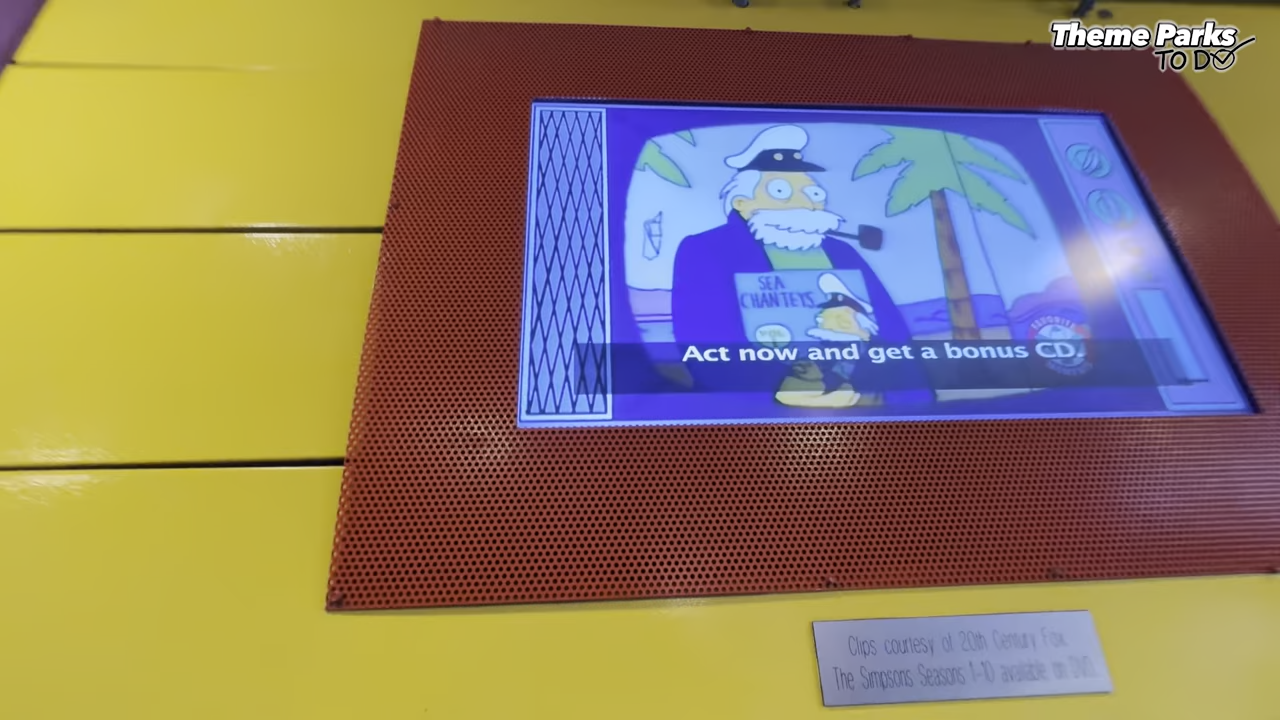 Theme Parks
TO DO
SEA
CHANTEYS
Act now and get a bonus CD.
Clips courtesy of 20th Century Fox.
The Simpsons Seasons 1-10 available on DVD.